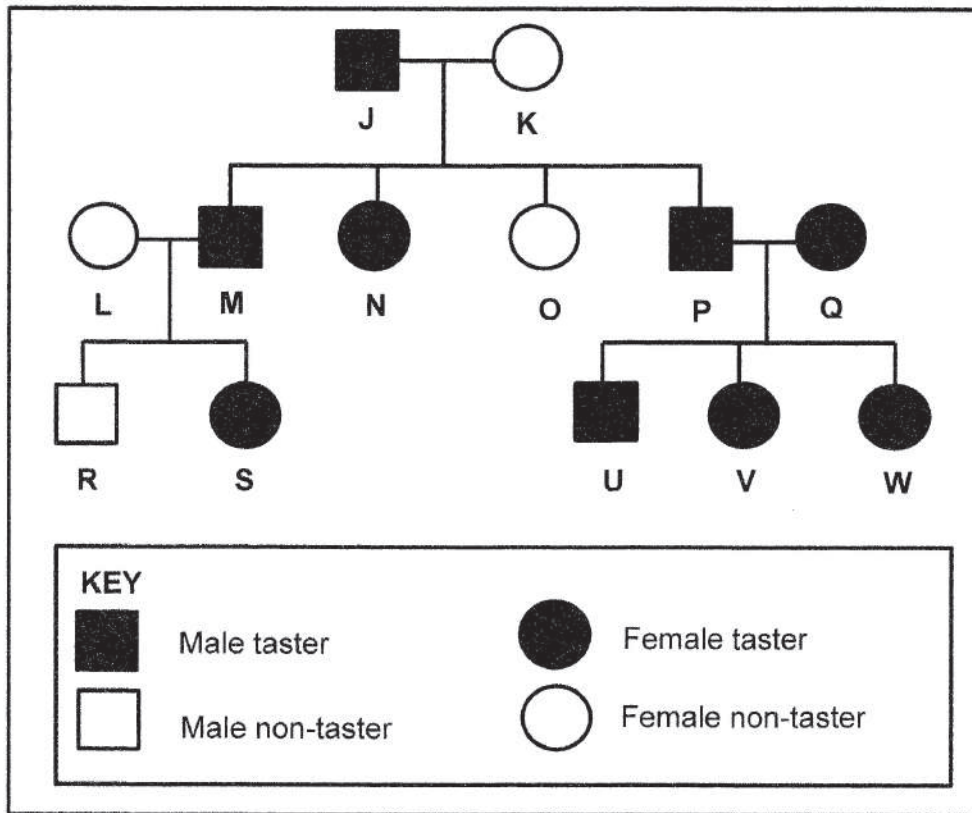 J K
L M N O P Q
R S U V W
KEY
Male taster Female taster
Male non-taster Female non-taster